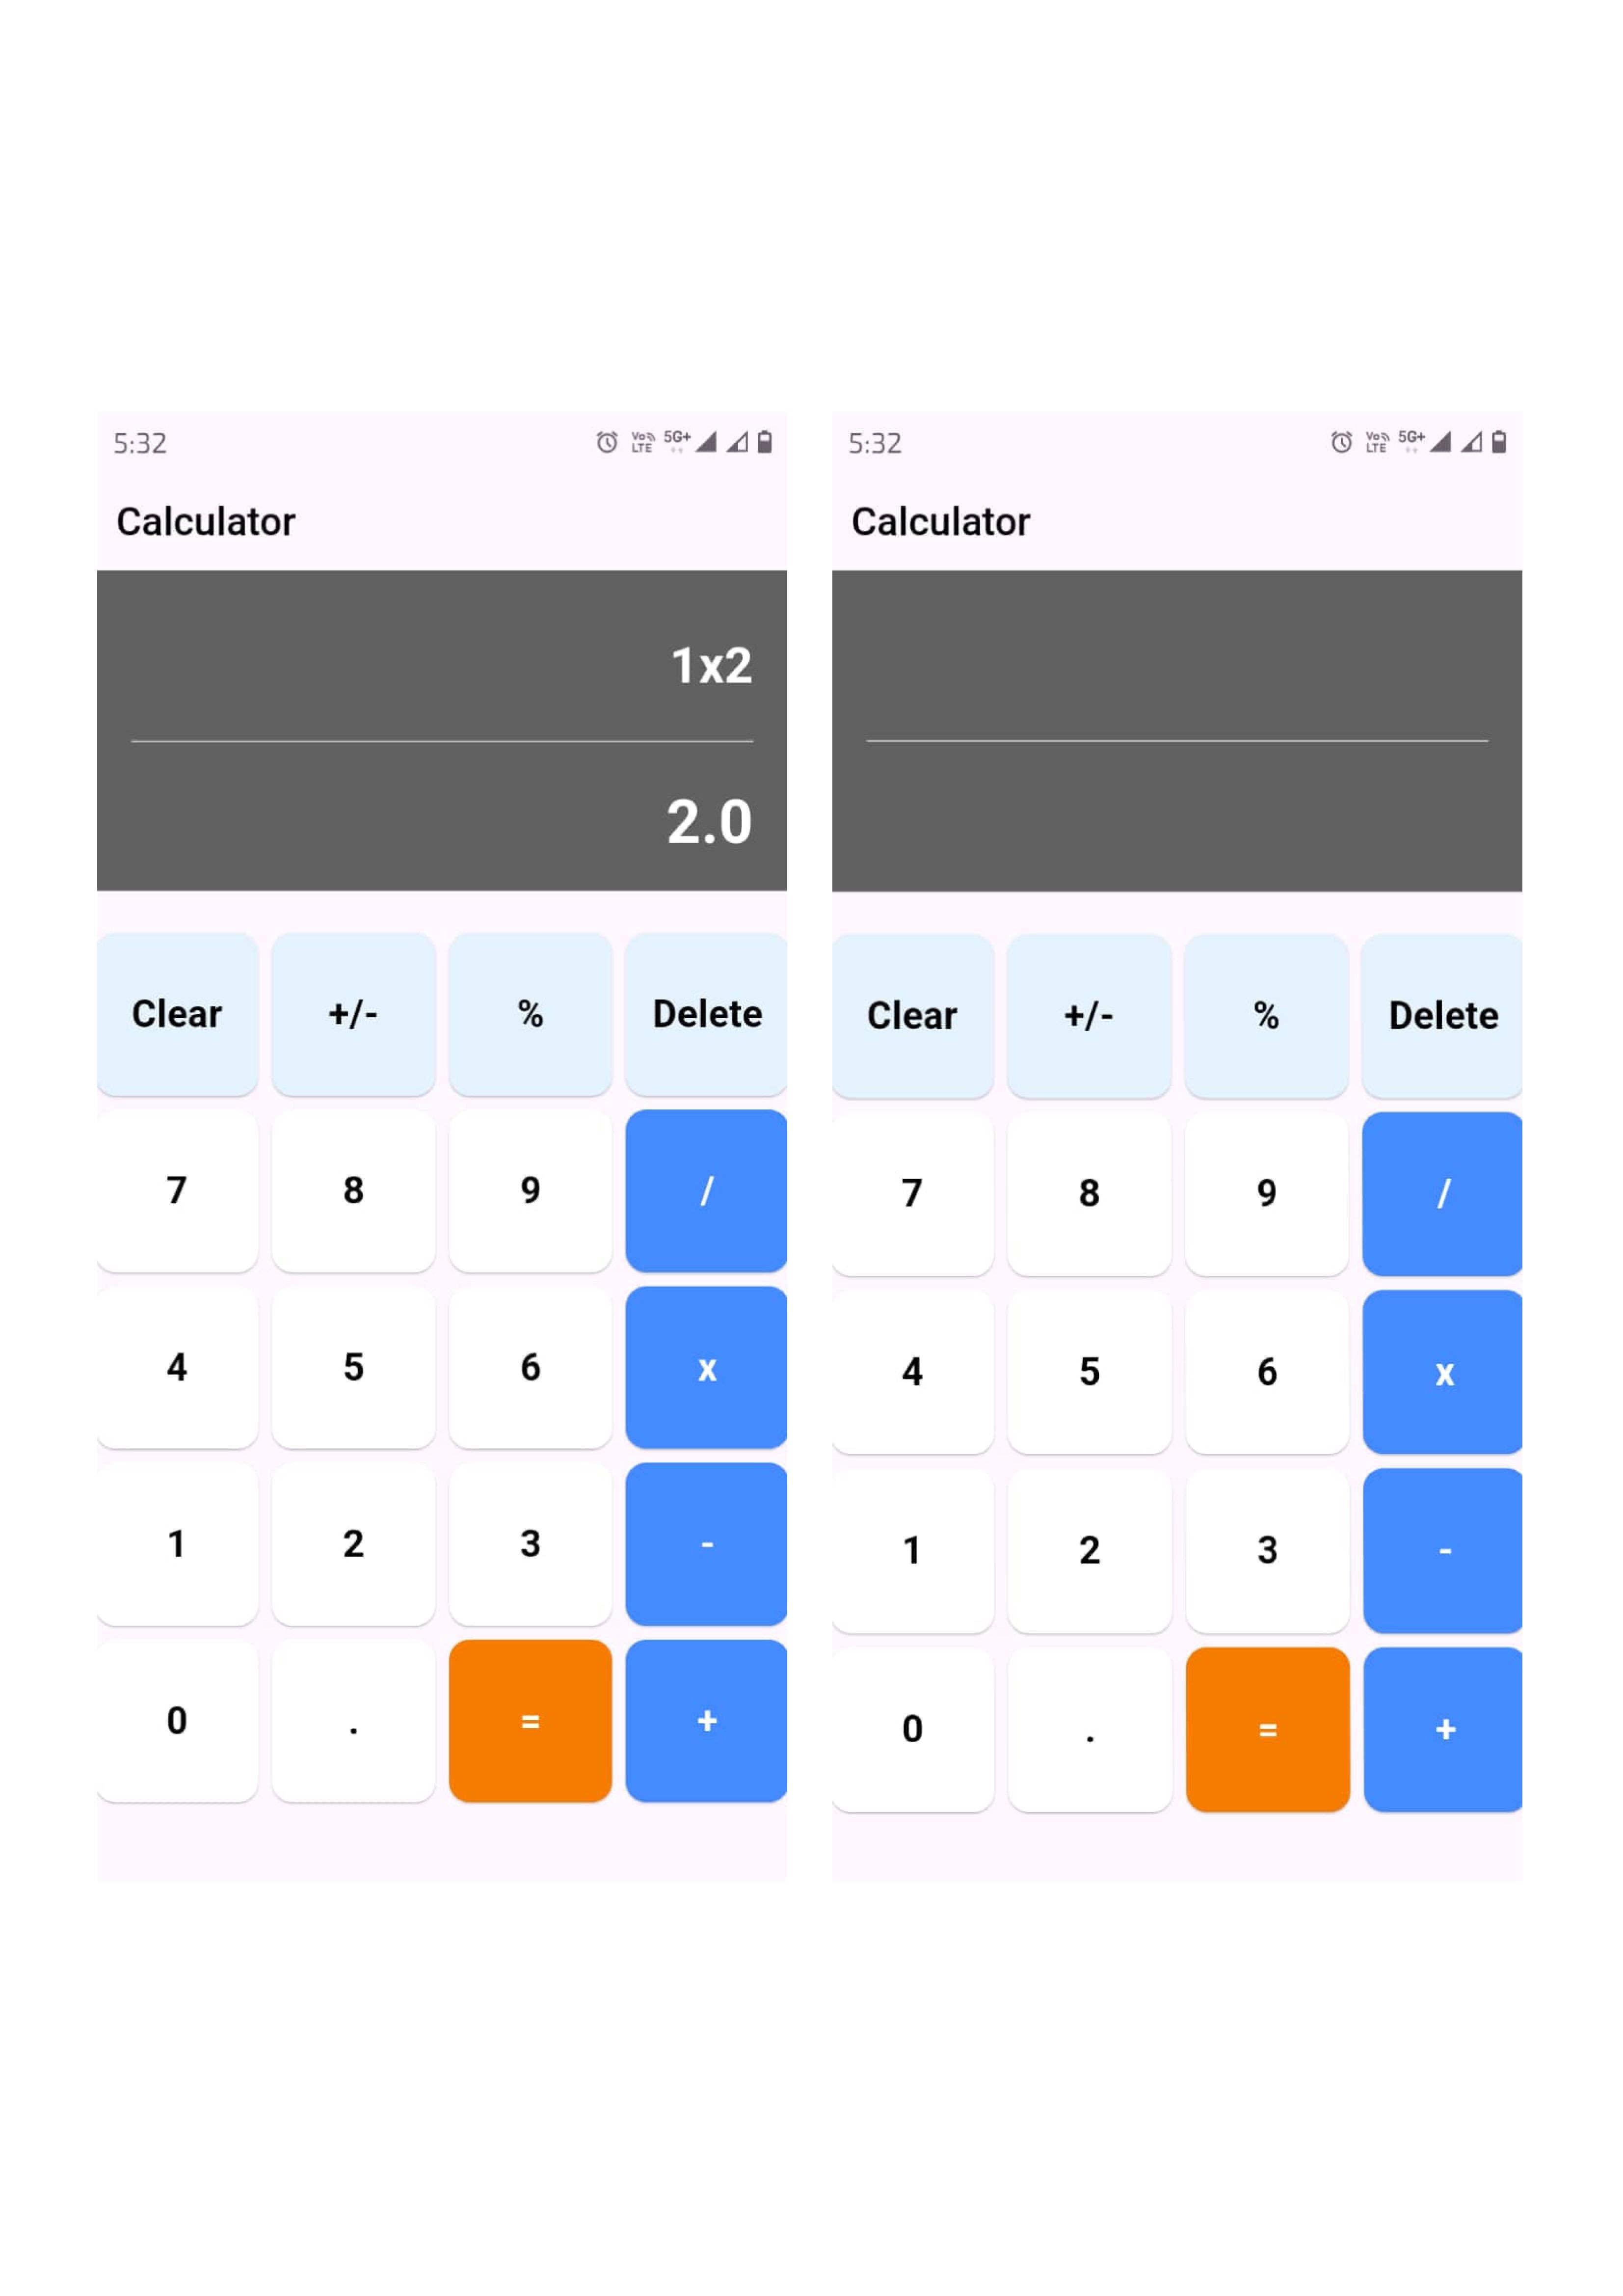 5:32 Vo LTE 5G+
Calculator
1x2
2.0
Clear +/- % Delete
7 8 9 /
4 5 6 x
1 2 3 -
0 . = +
5:32 Vo LTE 5G+
Calculator
Clear +/- % Delete
7 8 9 /
4 5 6 x
1 2 3 -
0 . = +